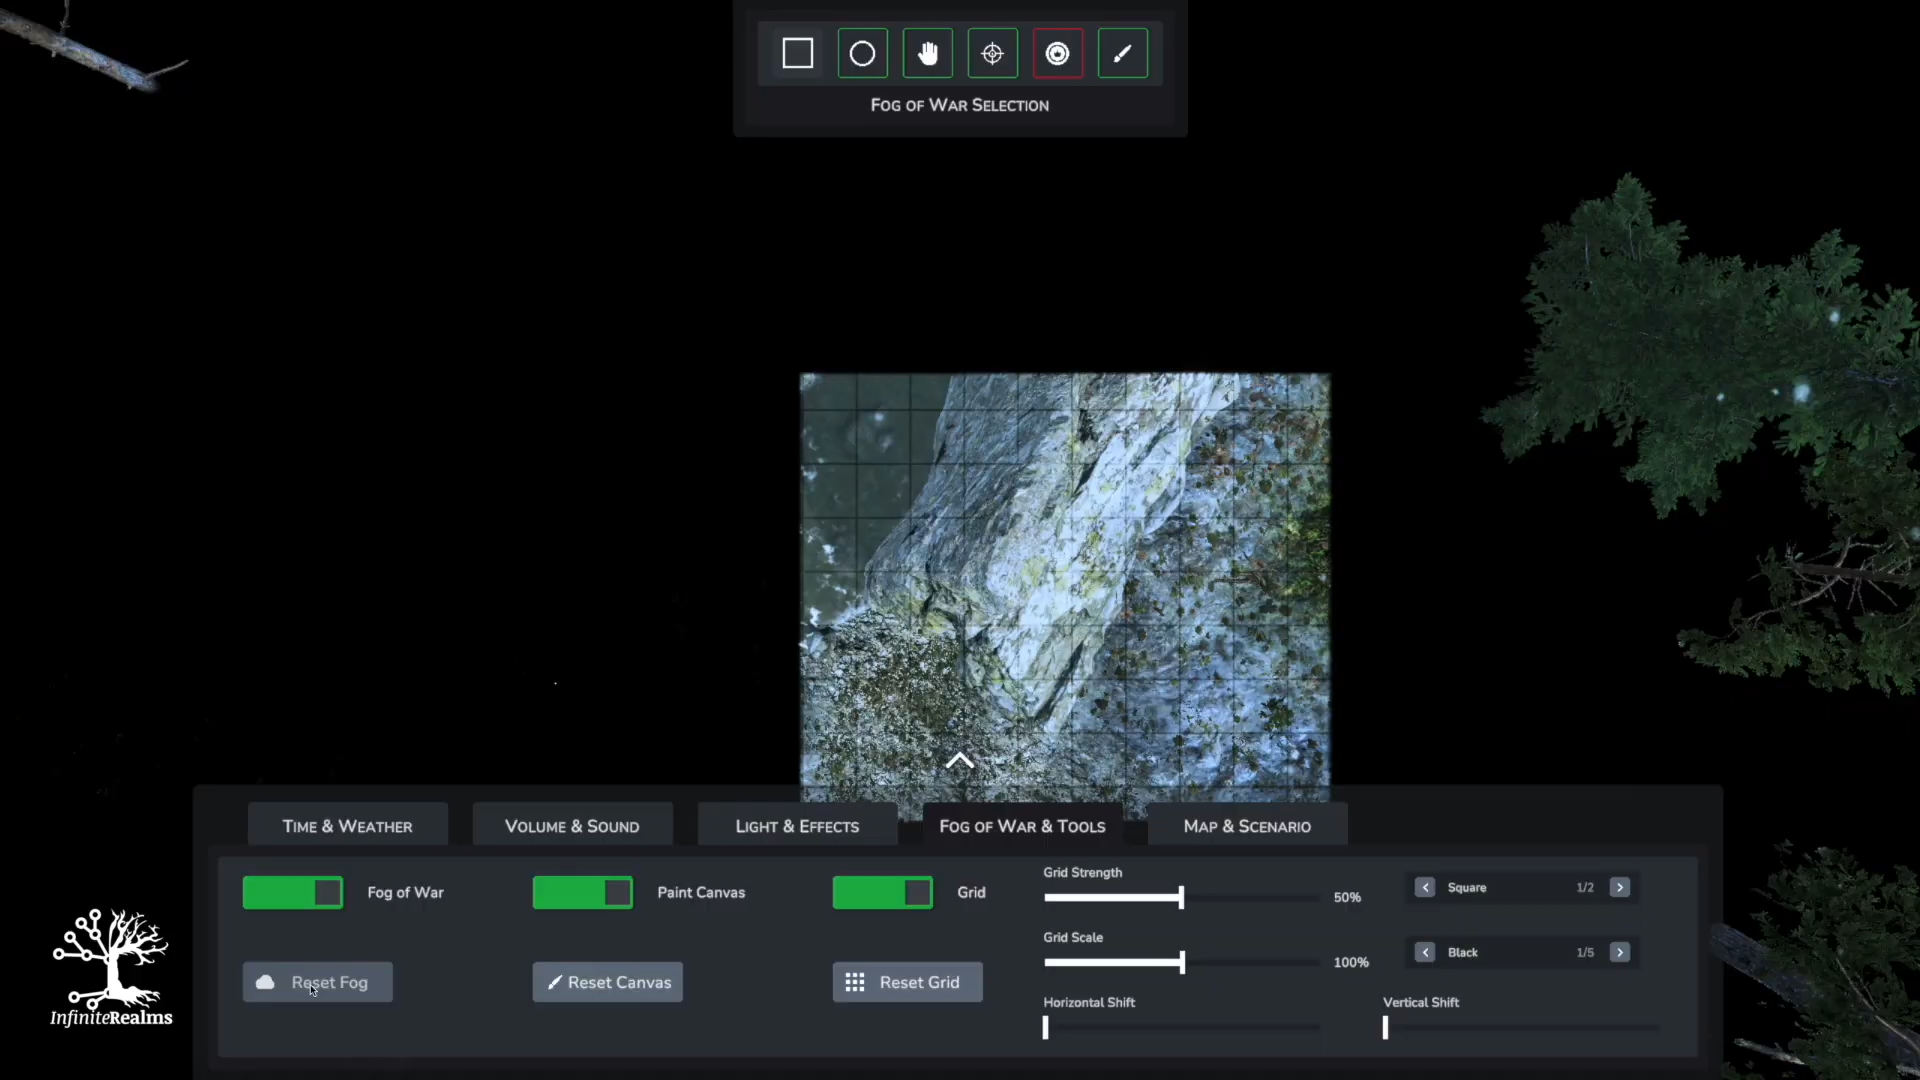 Fog of War Selection
Time & Weather
Volume & Sound
Light & Effects
Fog of War & Tools
Map & Scenario
Fog of War
Paint Canvas
Grid
Grid Strength
50%
Square
1/2
Grid Scale
100%
Black
1/5
Reset Fog
Reset Canvas
Reset Grid
Horizontal Shift
Vertical Shift
InfiniteRealms